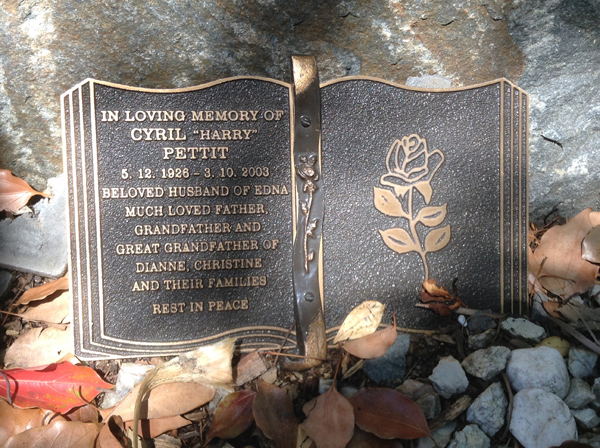 IN LOVING MEMORY OF
CYRIL "HARRY"
PETTIT
5. 12. 1926 – 3. 10. 2003
BELOVED HUSBAND OF EDNA
MUCH LOVED FATHER,
GRANDFATHER AND
GREAT GRANDFATHER OF
DIANNE, CHRISTINE
AND THEIR FAMILIES
REST IN PEACE